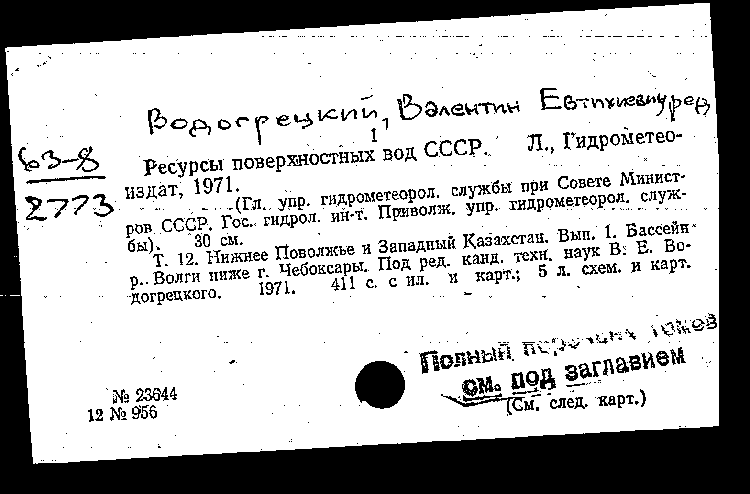 Водогрецкий, Валентин Евтихиевич ред
1
63-8
2773
Ресурсы поверхностных вод СССР. Л., Гидрометео-
издат, 1971.
(Гл. упр. гидрометеорол. службы при Совете Минист-
ров СССР. Гос. гидрол. ин-т. Приволж. упр. гидрометеорол. служ-
бы). 30 см.
Т. 12. Нижнее Поволжье и Западный Казахстан. Вып. 1. Бассейн
р. Волги ниже г. Чебоксары. Под ред. канд. техн. наук В. Е. Во-
догрецкого. 1971. 411 с. с ил. и карт.; 5 л. схем. и карт.
Полный перечень томов
см. под заглавием
(См. след. карт.)
№ 23644
12 № 956